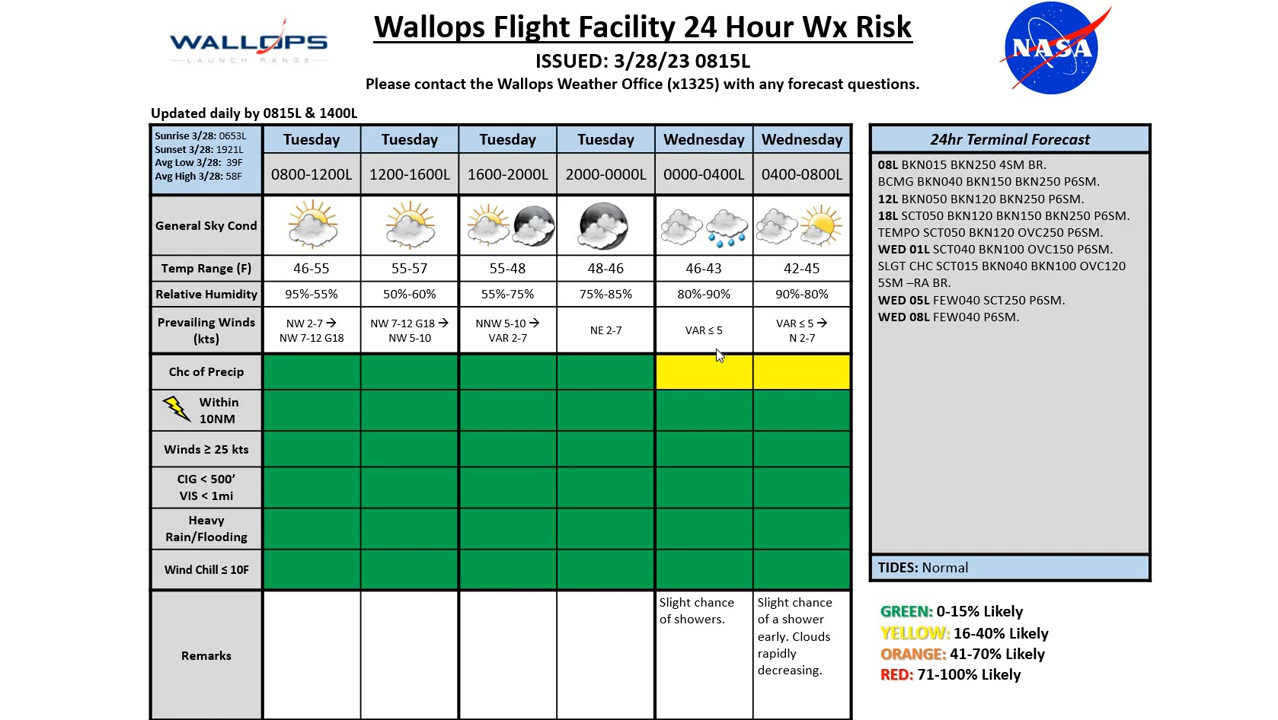 WALLOPS
LAUNCH RANGE
Wallops Flight Facility 24 Hour Wx Risk
ISSUED: 3/28/23 0815L
Please contact the Wallops Weather Office (x1325) with any forecast questions.
NASA
Updated daily by 0815L & 1400L
Sunrise 3/28: 0653L
Sunset 3/28: 1921L
Avg Low 3/28: 39F
Avg High 3/28: 58F
Tuesday Tuesday Tuesday Tuesday Wednesday Wednesday
0800-1200L 1200-1600L 1600-2000L 2000-0000L 0000-0400L 0400-0800L
General Sky Cond
Temp Range (F) 46-55 55-57 55-48 48-46 46-43 42-45
Relative Humidity 95%-55% 50%-60% 55%-75% 75%-85% 80%-90% 90%-80%
Prevailing Winds (kts)
NW 2-7 →
NW 7-12 G18
NW 7-12 G18 →
NW 5-10
NNW 5-10 →
VAR 2-7
NE 2-7
VAR ≤ 5
VAR ≤ 5 →
N 2-7
Chc of Precip
Within
10NM
Winds ≥ 25 kts
CIG < 500’
VIS < 1mi
Heavy
Rain/Flooding
Wind Chill ≤ 10F
Remarks
Slight chance
of showers.
Slight chance
of a shower
early. Clouds
rapidly
decreasing.
24hr Terminal Forecast
08L BKN015 BKN250 4SM BR.
BCMG BKN040 BKN150 BKN250 P6SM.
12L BKN050 BKN120 BKN250 P6SM.
18L SCT050 BKN120 BKN150 BKN250 P6SM.
TEMPO SCT050 BKN120 OVC250 P6SM.
WED 01L SCT040 BKN100 OVC150 P6SM.
SLGT CHC SCT015 BKN040 BKN100 OVC120
5SM –RA BR.
WED 05L FEW040 SCT250 P6SM.
WED 08L FEW040 P6SM.
TIDES: Normal
GREEN: 0-15% Likely
YELLOW: 16-40% Likely
ORANGE: 41-70% Likely
RED: 71-100% Likely